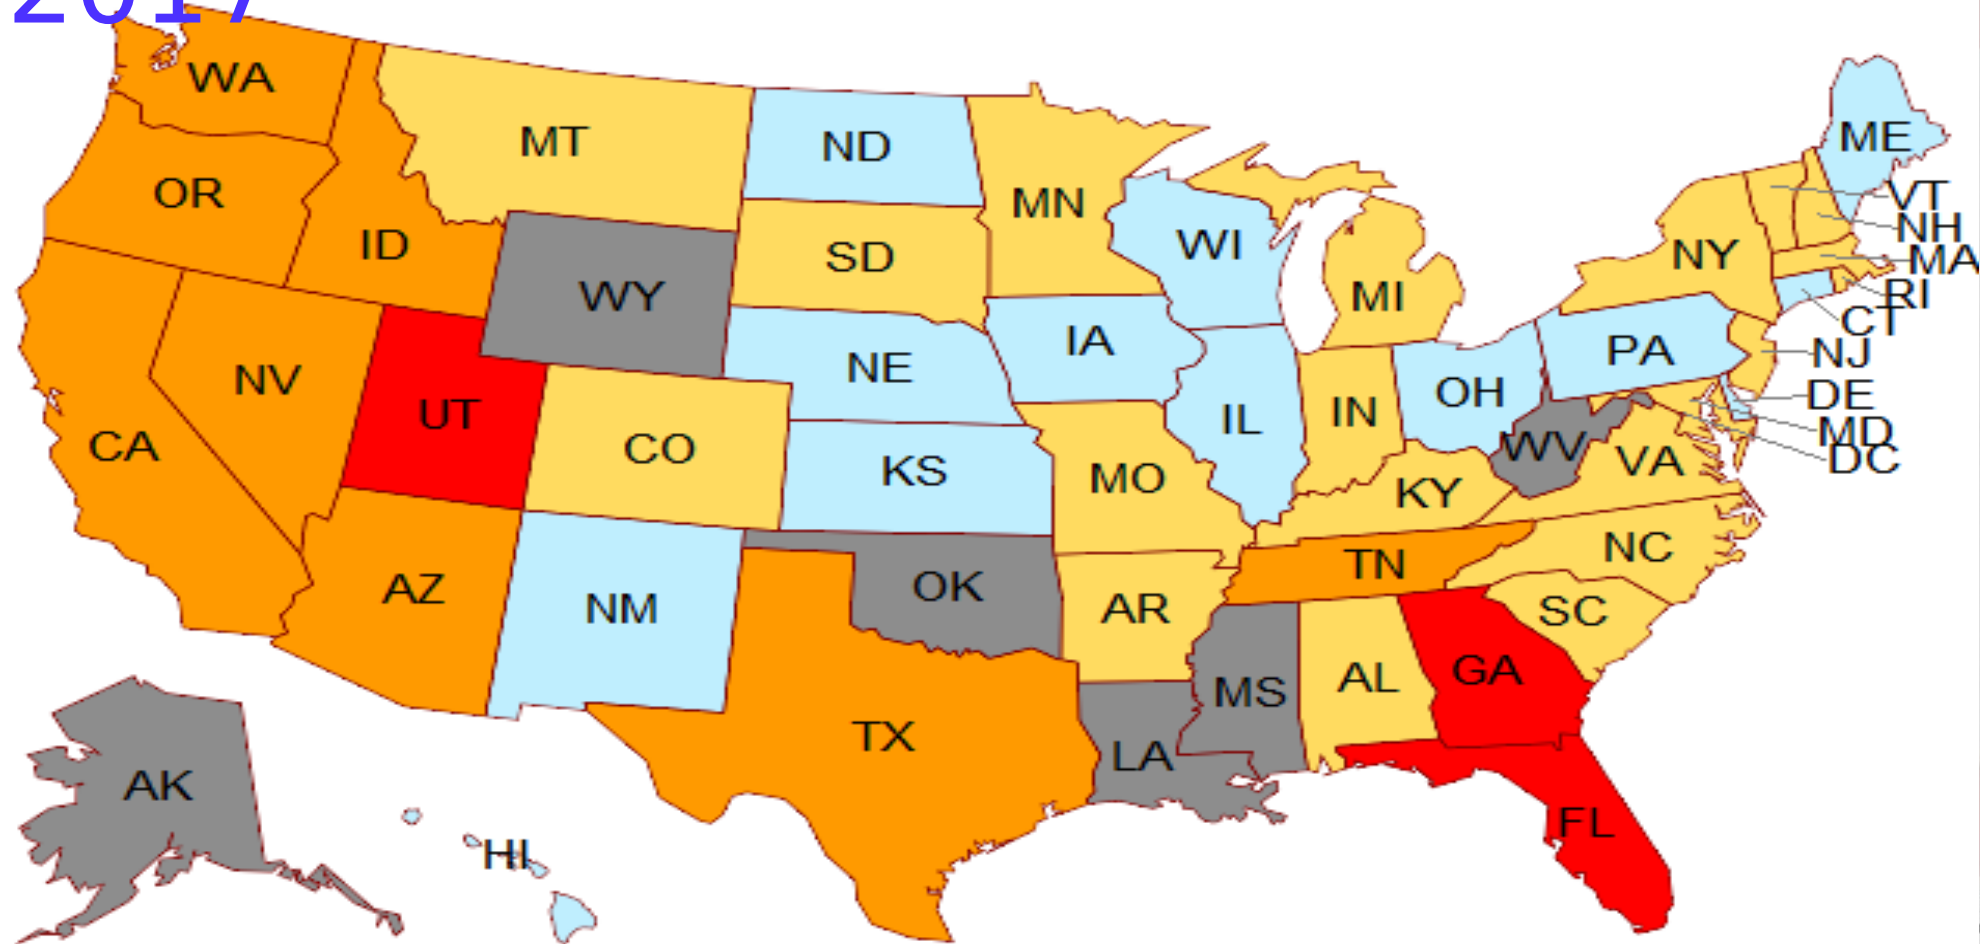 2017
WA
MT
ND
ME
OR
MN
VT
ID
NH
WI
SD
NY
MA
WY
MI
RI
CT
IA
NE
PA
NJ
NV
OH
DE
UT
IL
IN
MD
CA
CO
WV
VA
DC
KS
MO
KY
NC
TN
AZ
OK
NM
AR
SC
GA
AL
MS
TX
LA
AK
FL
HI